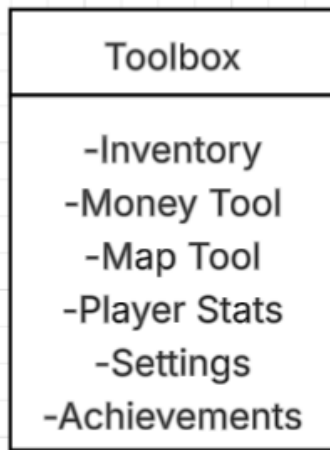 Toolbox
-Inventory
-Money Tool
-Map Tool
-Player Stats
-Settings
-Achievements